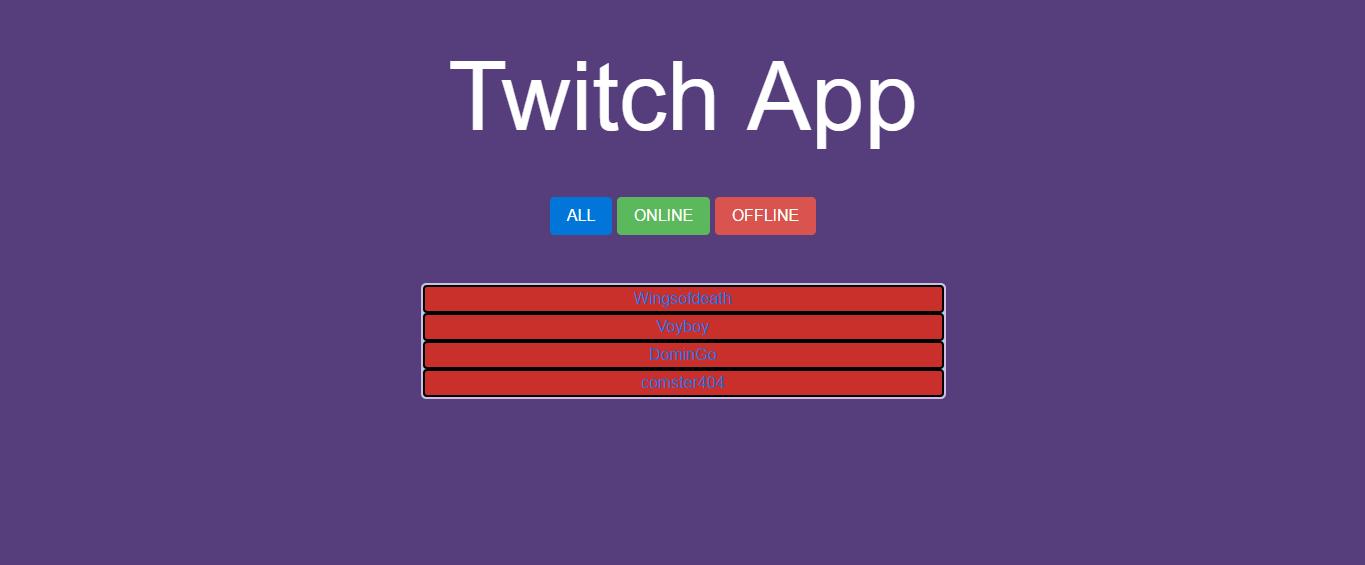 Twitch App
ALL ONLINE OFFLINE
Wingsofdeath
Voyboy
DominGo
comster404